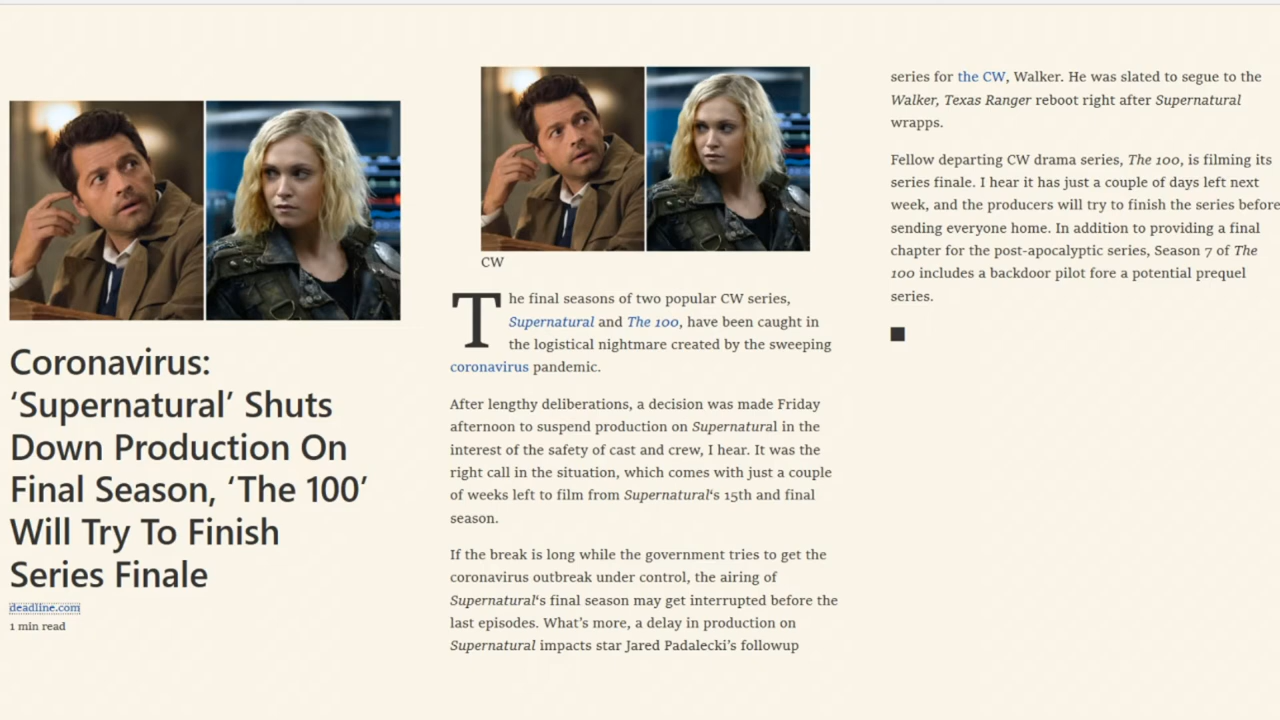 Coronavirus:
‘Supernatural’ Shuts
Down Production On
Final Season, ‘The 100’
Will Try To Finish
Series Finale
deadline.com
1 min read
CW
The final seasons of two popular CW series,
Supernatural and The 100, have been caught in
the logistical nightmare created by the sweeping
coronavirus pandemic.
After lengthy deliberations, a decision was made Friday
afternoon to suspend production on Supernatural in the
interest of the safety of cast and crew, I hear. It was the
right call in the situation, which comes with just a couple
of weeks left to film from Supernatural‘s 15th and final
season.
If the break is long while the government tries to get the
coronavirus outbreak under control, the airing of
Supernatural‘s final season may get interrupted before the
last episodes. What’s more, a delay in production on
Supernatural impacts star Jared Padalecki’s followup
series for the CW, Walker. He was slated to segue to the
Walker, Texas Ranger reboot right after Supernatural
wrapps.
Fellow departing CW drama series, The 100, is filming its
series finale. I hear it has just a couple of days left next
week, and the producers will try to finish the series before
sending everyone home. In addition to providing a final
chapter for the post-apocalyptic series, Season 7 of The
100 includes a backdoor pilot fore a potential prequel
series.